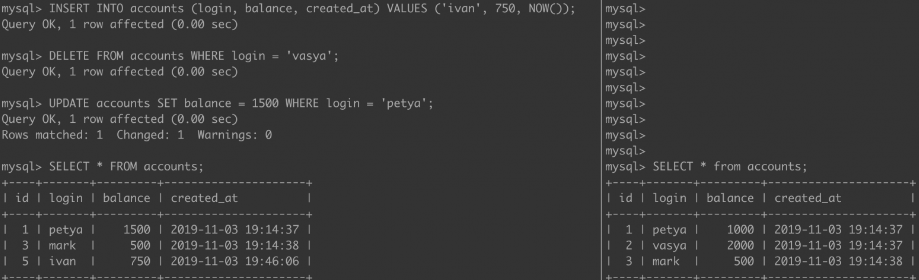 mysql> INSERT INTO accounts (login, balance, created_at) VALUES ('ivan', 750, NOW());
Query OK, 1 row affected (0.00 sec)
mysql> DELETE FROM accounts WHERE login = 'vasya';
Query OK, 1 row affected (0.00 sec)
mysql> UPDATE accounts SET balance = 1500 WHERE login = 'petya';
Query OK, 1 row affected (0.00 sec)
Rows matched: 1  Changed: 1  Warnings: 0
mysql> SELECT * FROM accounts;
+----+-------+---------+---------------------+
| id | login | balance | created_at          |
+----+-------+---------+---------------------+
|  1 | petya |    1500 | 2019-11-03 19:14:37 |
|  3 | mark  |     500 | 2019-11-03 19:14:38 |
|  5 | ivan  |     750 | 2019-11-03 19:46:06 |
+----+-------+---------+---------------------+
mysql>
mysql>
mysql>
mysql>
mysql>
mysql>
mysql>
mysql>
mysql>
mysql>
mysql> SELECT * from accounts;
+----+-------+---------+---------------------+
| id | login | balance | created_at          |
+----+-------+---------+---------------------+
|  1 | petya |    1000 | 2019-11-03 19:14:37 |
|  2 | vasya |    2000 | 2019-11-03 19:14:37 |
|  3 | mark  |     500 | 2019-11-03 19:14:38 |
+----+-------+---------+---------------------+